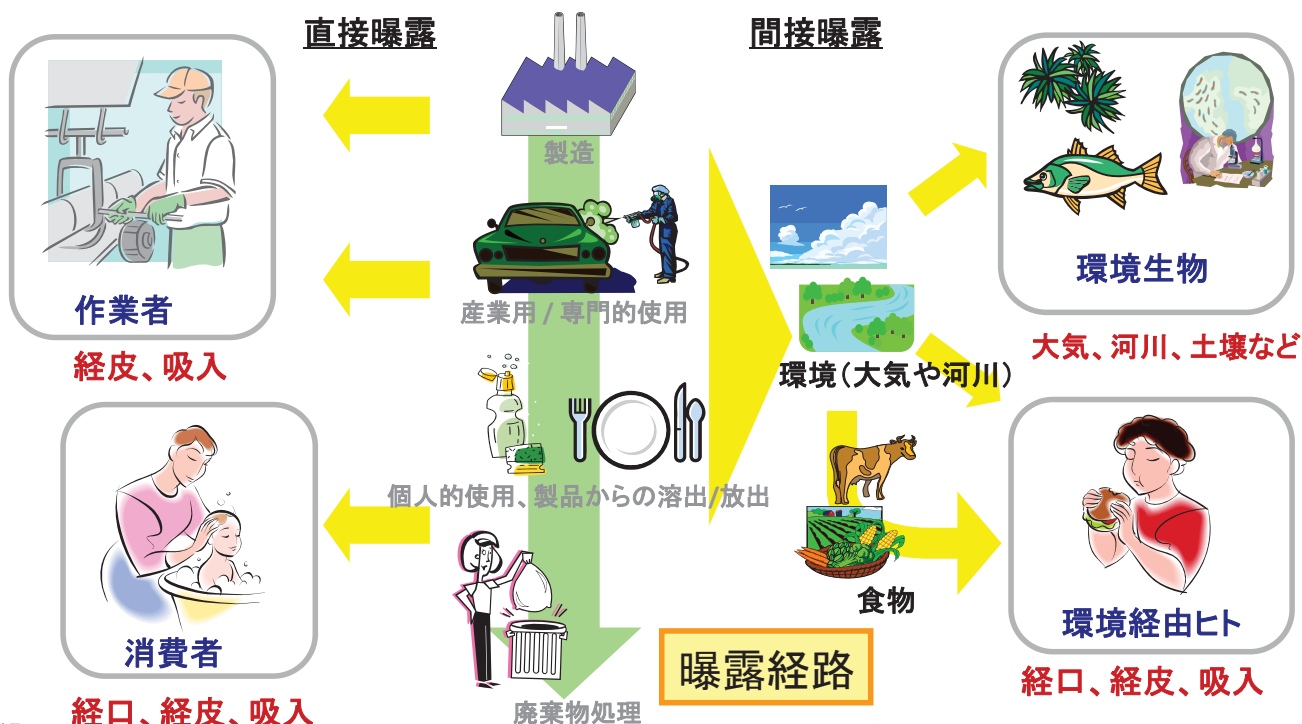 直接曝露
間接曝露
製造
産業用 / 専門的使用
個人的使用、製品からの溶出/放出
廃棄物処理
作業者
経皮、吸入
消費者
経口、経皮、吸入
環境（大気や河川）
食物
環境生物
大気、河川、土壌など
環境経由ヒト
経口、経皮、吸入
曝露経路